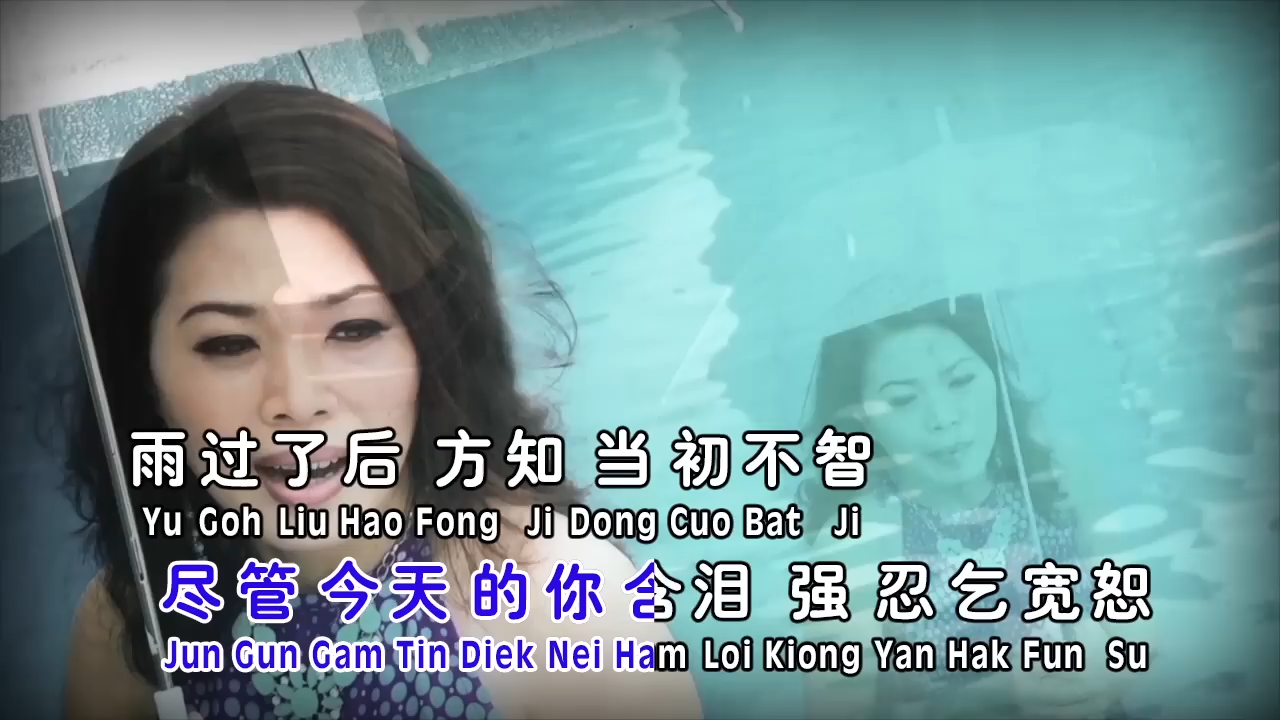 雨过了后 方知 当初不智
Yu Goh Liu Hao Fong Ji Dong Cuo Bat Ji
尽管今天的你含泪 强忍乞宽恕
Jun Gun Gam Tin Diek Nei Ham Loi Kiong Yan Hak Fun Su